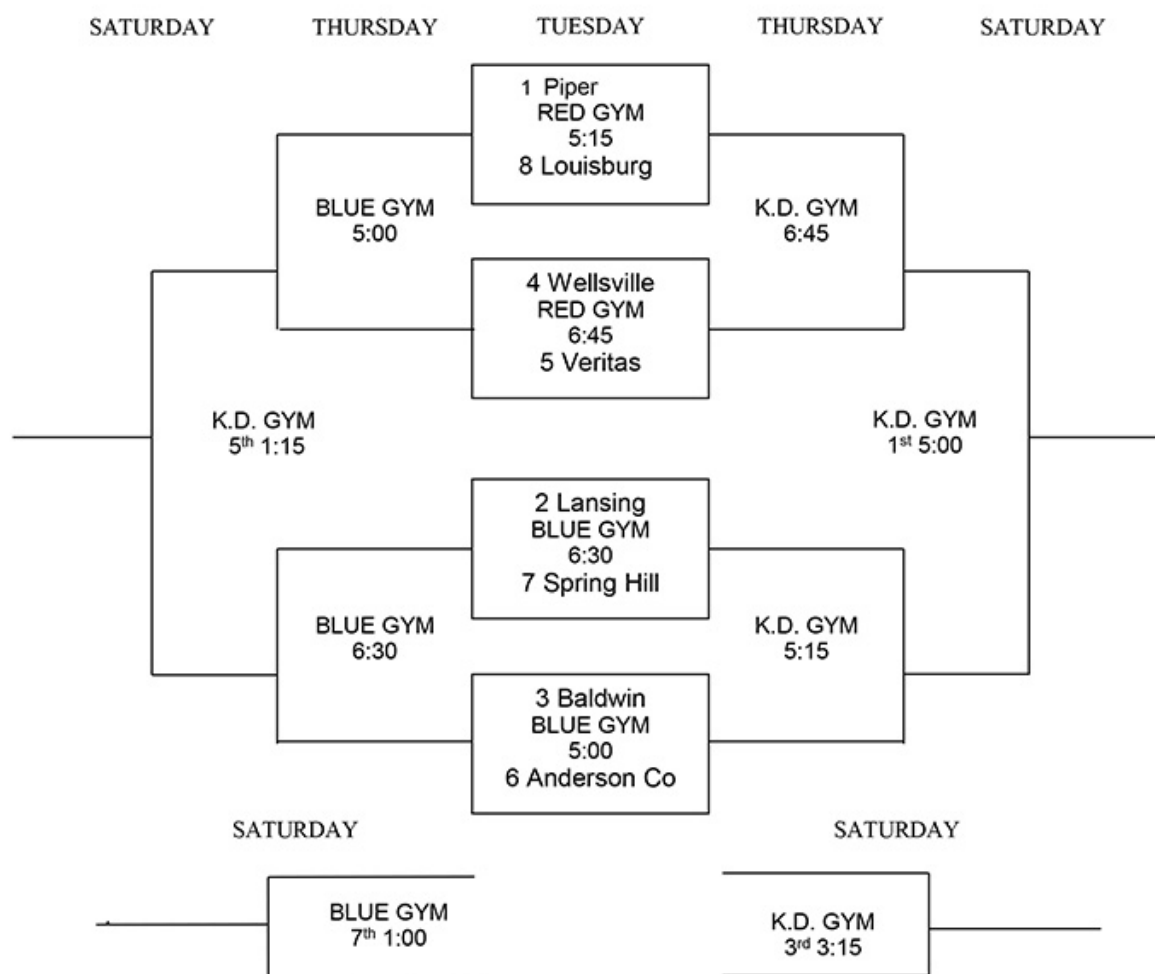 SATURDAY THURSDAY TUESDAY THURSDAY SATURDAY
1 Piper
RED GYM
5:15
8 Louisburg
BLUE GYM
5:00
K.D. GYM
6:45
4 Wellsville
RED GYM
6:45
5 Veritas
K.D. GYM
5th 1:15
K.D. GYM
1st 5:00
2 Lansing
BLUE GYM
6:30
7 Spring Hill
BLUE GYM
6:30
K.D. GYM
5:15
3 Baldwin
BLUE GYM
5:00
6 Anderson Co
SATURDAY SATURDAY
BLUE GYM
7th 1:00
K.D. GYM
3rd 3:15